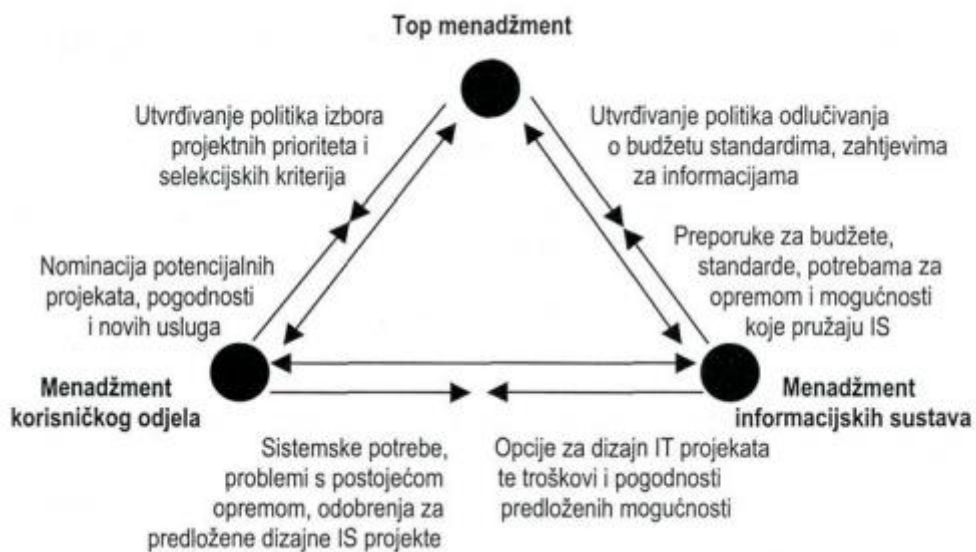 Top menadžment
Utvrđivanje politika izbora
projektnih prioriteta i
selekcijskih kriterija
Utvrđivanje politika odlučivanja
o budžetu standardima, zahtjevima
za informacijama
Nominacija potencijalnih
projekata, pogodnosti
i novih usluga
Preporuke za budžete,
standarde, potrebama za
opremom i mogućnosti
koje pružaju IS
Menadžment
korisničkog odjela
Menadžment
informacijskih sustava
Sistemske potrebe,
problemi s postojećom
opremom, odobrenja za
predložene dizajne IS projekte
Opcije za dizajn IT projekata
te troškovi i pogodnosti
predloženih mogućnosti